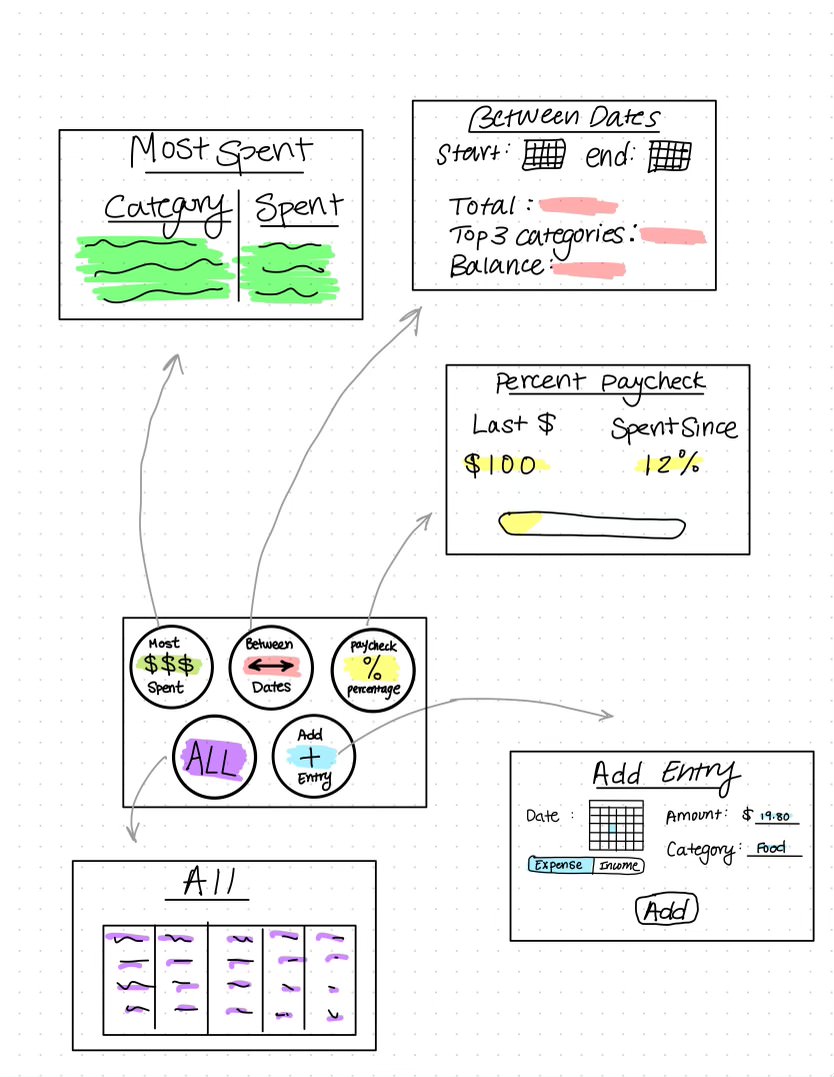 Most Spent
Category Spent
Between Dates
Start: end:
Total :
Top 3 categories:
Balance:
Percent Paycheck
Last $ Spent Since
$100 12%
Most
$$$
Spent
Between
Dates
paycheck
%
percentage
ALL
Add
+
Entry
Add Entry
Date : Amount: $ 19.80
Category: Food
Expense Income
Add
All